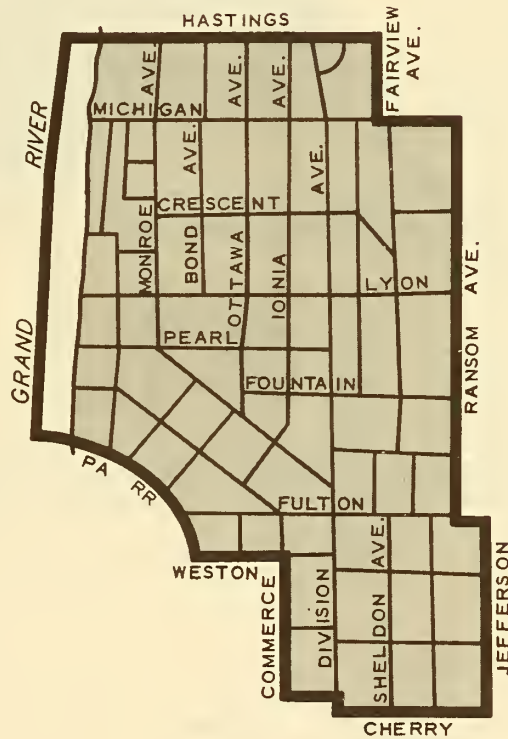 HASTINGS
FAIRVIEW
AVE.
AVE.
AVE.
AVE.
MICHIGAN
RIVER
GRAND
AVE.
AVE.
CRESCENT
MONROE
BOND
OTTAWA
IONIA
LYON
RANSOM AVE.
PEARL
FOUNTAIN
PA RR
FULTON
WESTON
COMMERCE
DIVISION
SHELDON AVE.
JEFFERSON
CHERRY